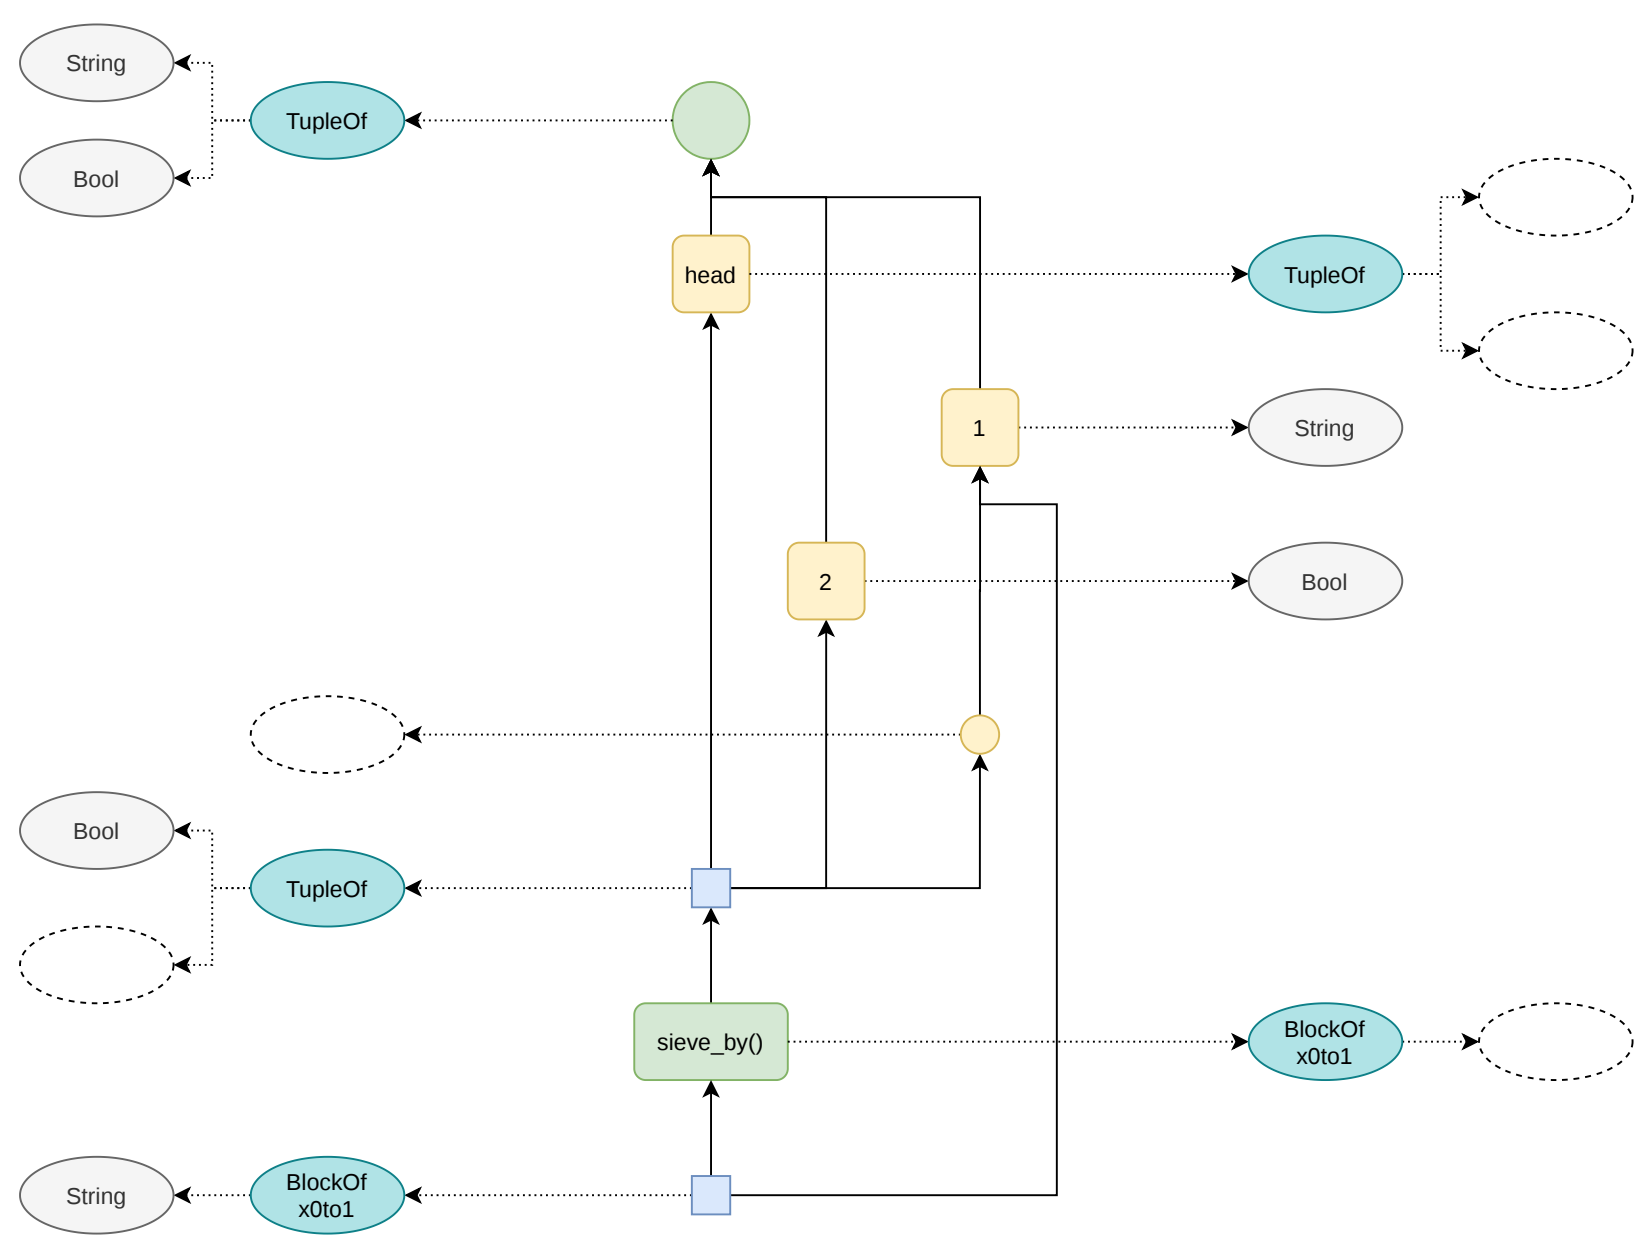 String
TupleOf
Bool
head
TupleOf
1
String
2
Bool
Bool
TupleOf
sieve_by()
BlockOf
x0to1
String
BlockOf
x0to1